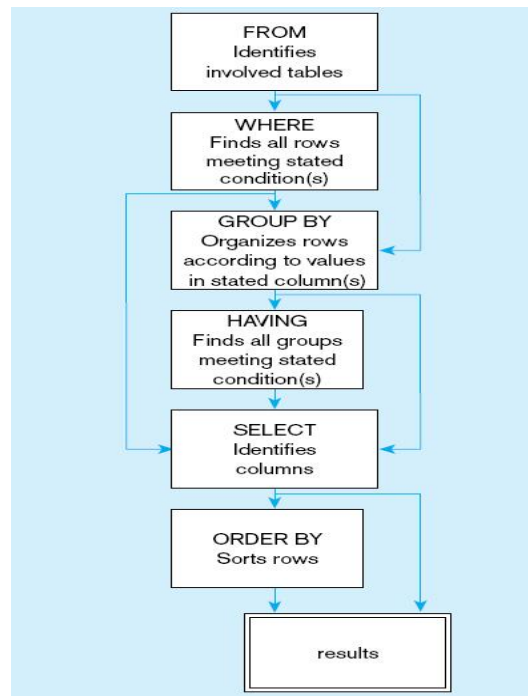 FROM
Identifies
involved tables
WHERE
Finds all rows
meeting stated
condition(s)
GROUP BY
Organizes rows
according to values
in stated column(s)
HAVING
Finds all groups
meeting stated
condition(s)
SELECT
Identifies
columns
ORDER BY
Sorts rows
results